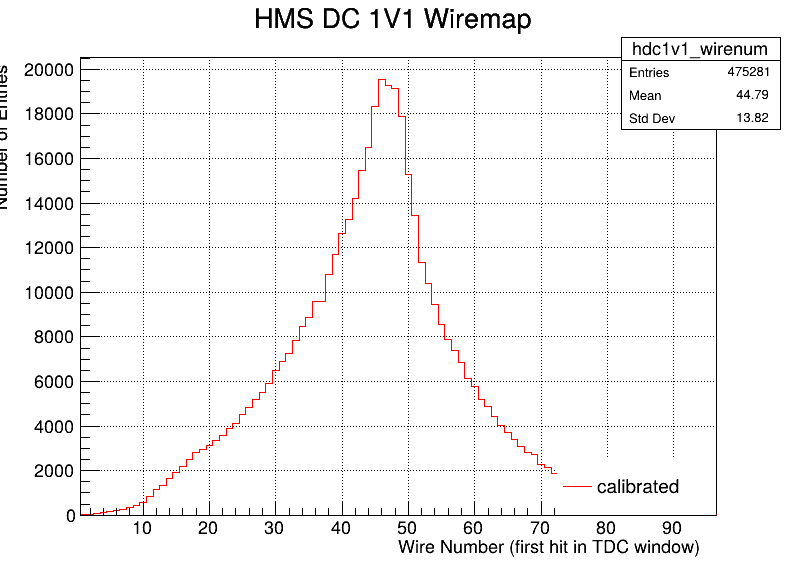 HMS DC 1V1 Wiremap
hdc1v1_wirenum
Entries 475281
Mean 44.79
Std Dev 13.82
Number of Entries
20000
18000
16000
14000
12000
10000
8000
6000
4000
2000
0
calibrated
10 20 30 40 50 60 70 80 90
Wire Number (first hit in TDC window)